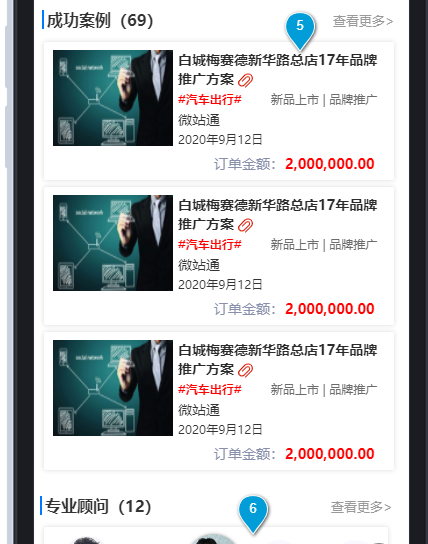 成功案例（69）
查看更多>
5
白城梅赛德新华路总店17年品牌
推广方案
#汽车出行#
新品上市 | 品牌推广
微站通
2020年9月12日
订单金额：2,000,000.00
social network
白城梅赛德新华路总店17年品牌
推广方案
#汽车出行#
新品上市 | 品牌推广
微站通
2020年9月12日
订单金额：2,000,000.00
social network
白城梅赛德新华路总店17年品牌
推广方案
#汽车出行#
新品上市 | 品牌推广
微站通
2020年9月12日
订单金额：2,000,000.00
social network
专业顾问（12）
6
查看更多>